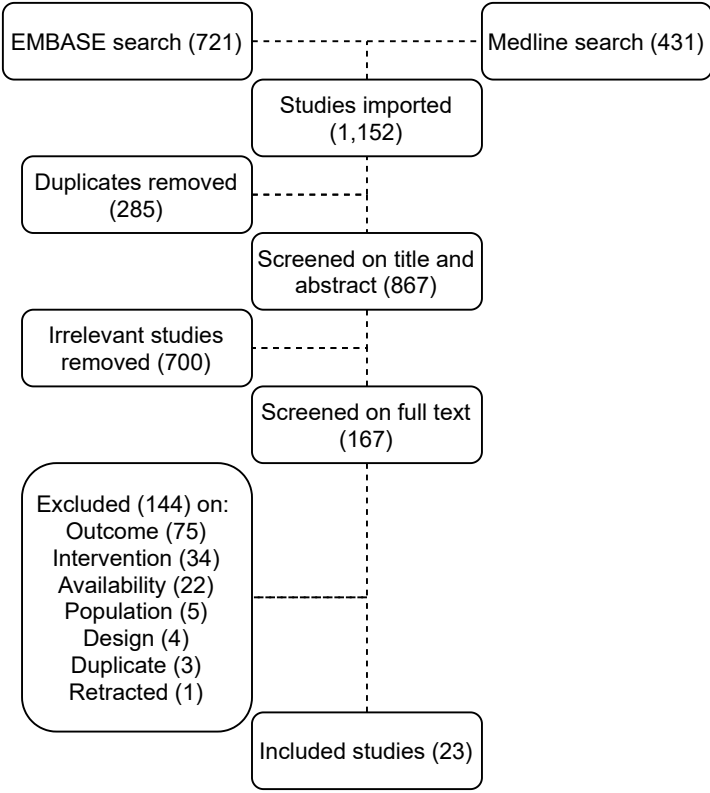 EMBASE search (721)
Medline search (431)
Studies imported
(1,152)
Duplicates removed
(285)
Screened on title and
abstract (867)
Irrelevant studies
removed (700)
Screened on full text
(167)
Excluded (144) on:
Outcome (75)
Intervention (34)
Availability (22)
Population (5)
Design (4)
Duplicate (3)
Retracted (1)
Included studies (23)